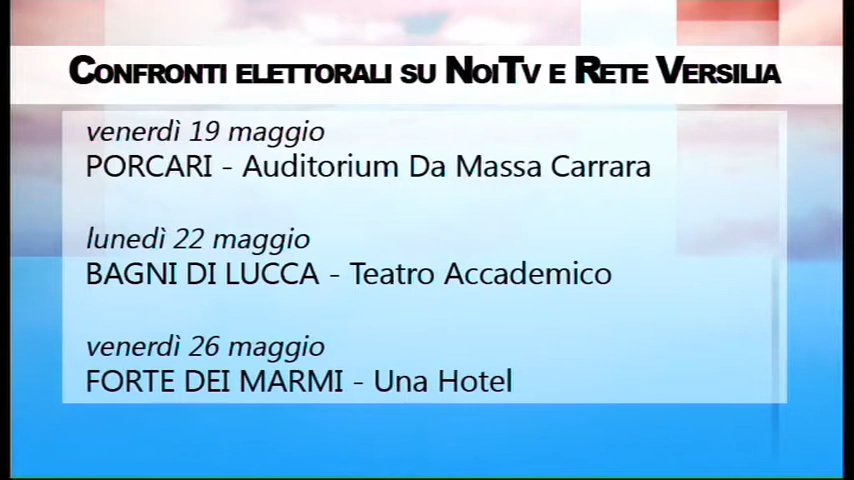 CONFRONTI ELETTORALI SU NOITV E RETE VERSILIA
venerdì 19 maggio
PORCARI - Auditorium Da Massa Carrara
lunedì 22 maggio
BAGNI DI LUCCA - Teatro Accademico
venerdì 26 maggio
FORTE DEI MARMI - Una Hotel